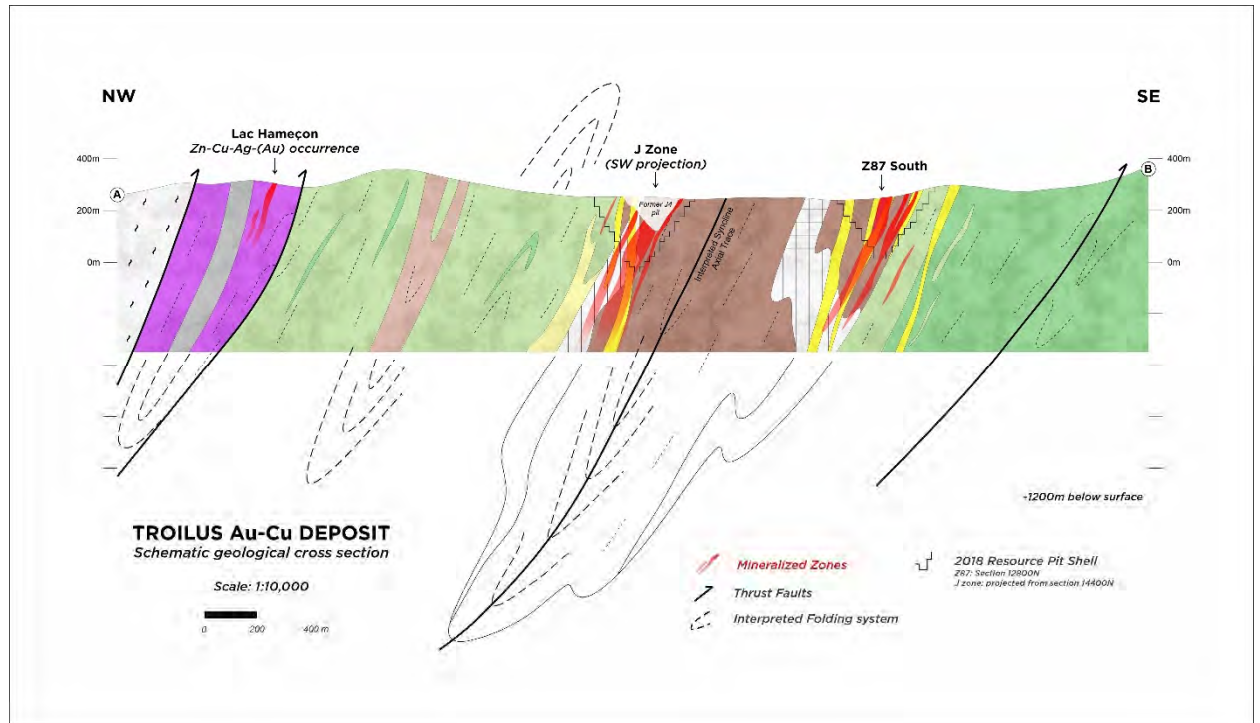 NW
SE
Lac Hameçon
Zn-Cu-Ag-(Au) occurrence
J Zone
(SW projection)
Z87 South
400m
200m
0m
A
Former J4
pit
Interpreted Syncline
Axial Trace
400m
200m
0m
B
~1200m below surface
TROILUS Au-Cu DEPOSIT
Schematic geological cross section
Scale: 1:10,000
0 200 400 m
Mineralized Zones
Thrust Faults
Interpreted Folding system
2018 Resource Pit Shell
Z87: Section 12800N
J zone: projected from section 14400N